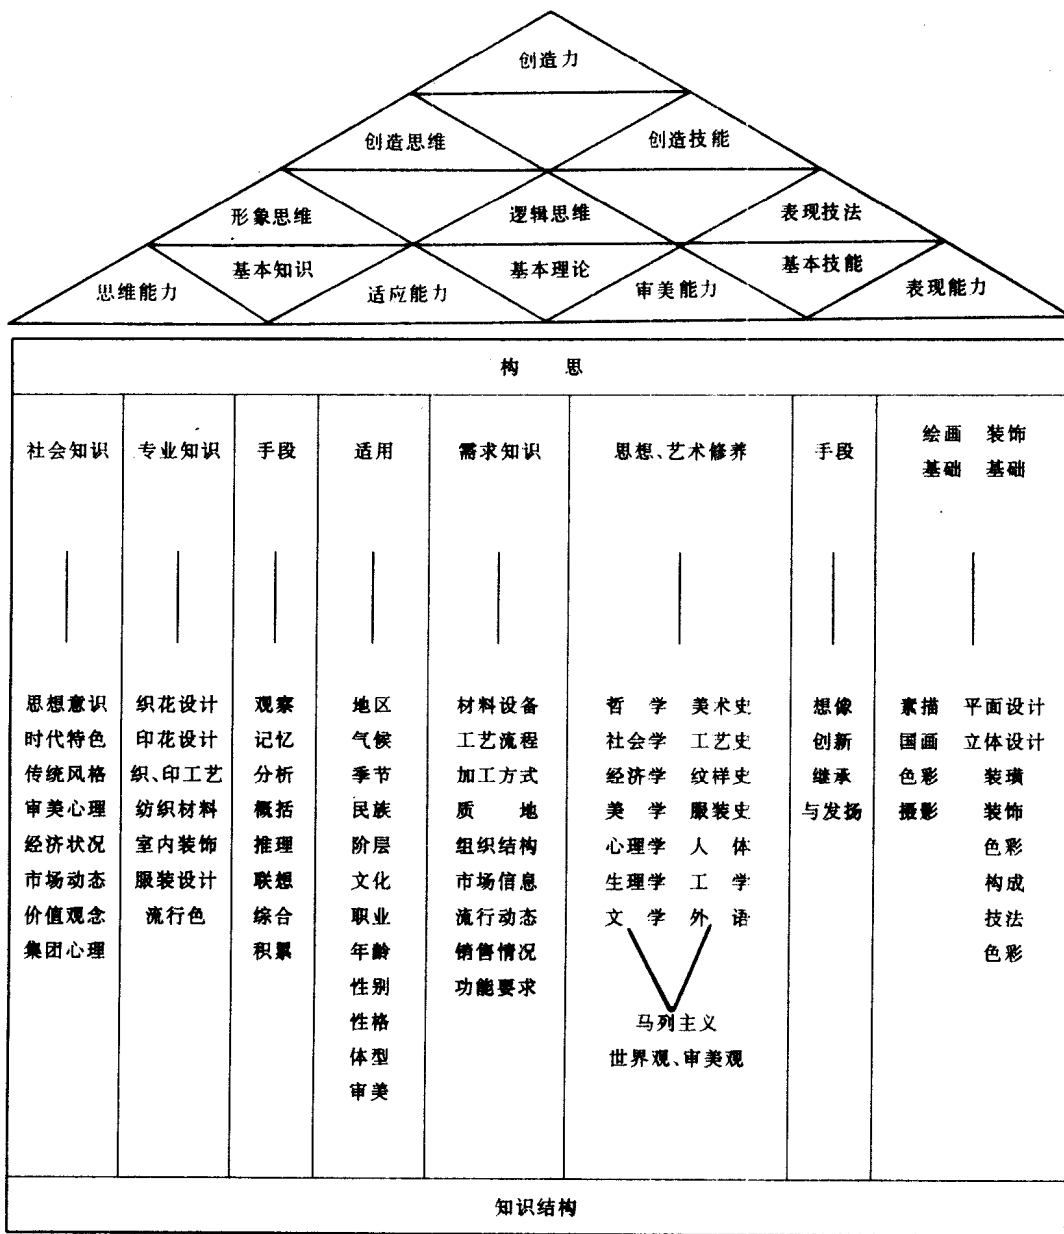 创造力
创造思维 创造技能
形象思维 逻辑思维 表现技法
基本知识 基本理论 基本技能
思维能力 适应能力 审美能力 表现能力
构 思
社会知识
思想意识
时代特色
传统风格
审美心理
经济状况
市场动态
价值观念
集团心理
专业知识
织花设计
印花设计
织、印工艺
纺织材料
室内装饰
服装设计
流行色
手段
观察
记忆
分析
概括
推理
联想
综合
积累
适用
地区
气候
季节
民族
阶层
文化
职业
年龄
性别
性格
体型
审美
需求知识
材料设备
工艺流程
加工方式
质 地
组织结构
市场信息
流行动态
销售情况
功能要求
思想、艺术修养
哲 学 美术史
社会学 工艺史
经济学 纹样史
美 学 服装史
心理学 人 体
生理学 工 学
文 学 外 语
马列主义
世界观、审美观
手段
想像
创新
继承
与发扬
绘画 装饰
基础 基础
素描 平面设计
国画 立体设计
色彩 装璜
摄影 装饰
色彩
构成
技法
色彩
知识结构